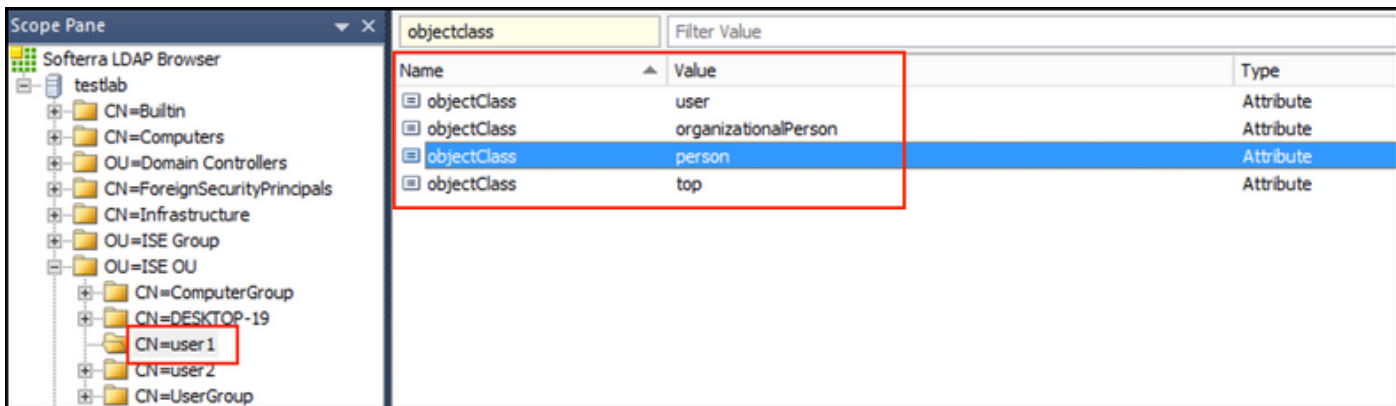 Scope Pane
Softerra LDAP Browser
testlab
CN=Builtin
CN=Computers
OU=Domain Controllers
CN=ForeignSecurityPrincipals
CN=Infrastructure
OU=ISE Group
OU=ISE OU
CN=ComputerGroup
CN=DESKTOP-19
CN=user1
CN=user2
CN=UserGroup
objectclass Filter Value
Name Value Type
objectClass user Attribute
objectClass organizationalPerson Attribute
objectClass person Attribute
objectClass top Attribute